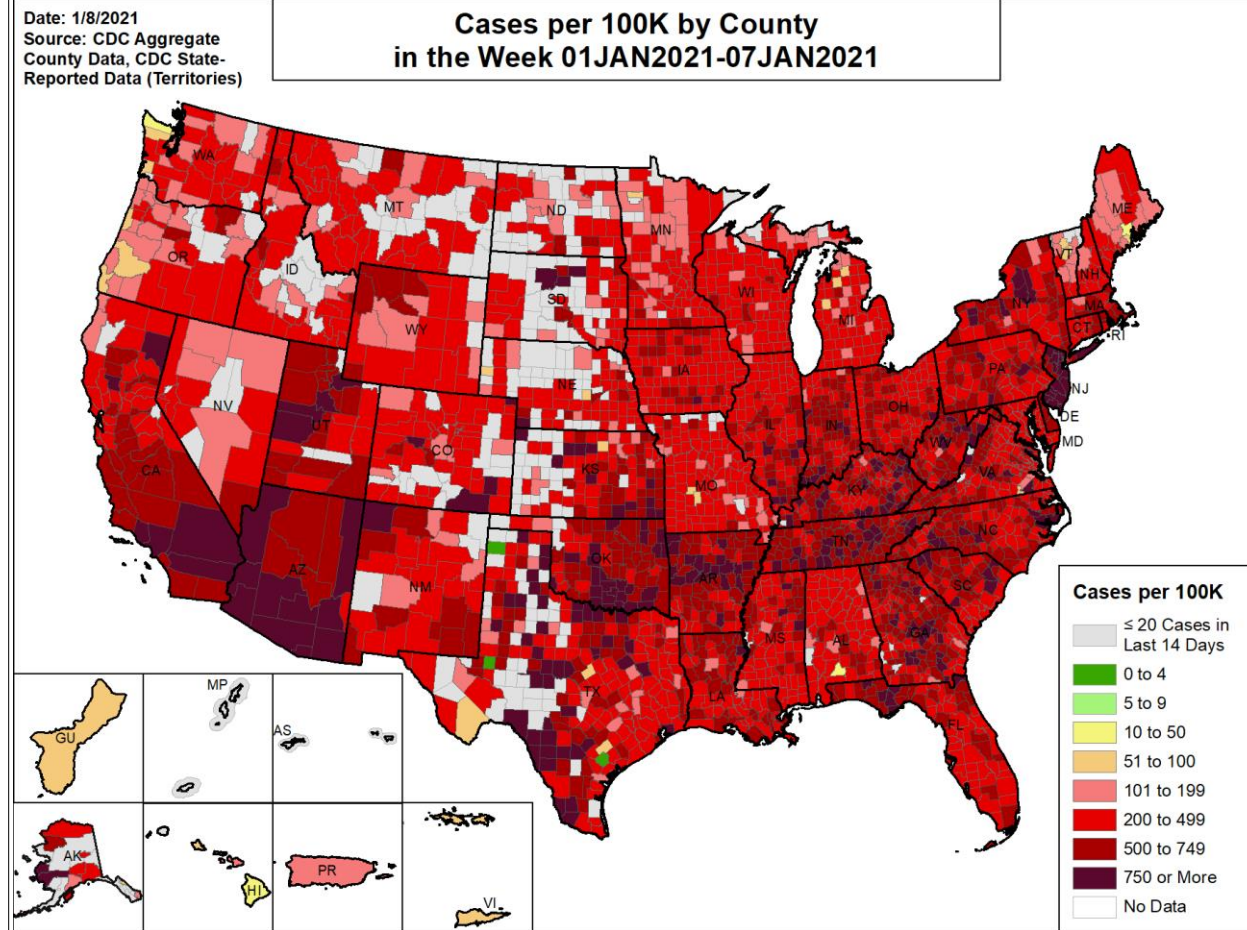 Date: 1/8/2021
Source: CDC Aggregate
County Data, CDC State-
Reported Data (Territories)
Cases per 100K by County
in the Week 01JAN2021-07JAN2021
WA
MT
ND
MN
ME
OR
ID
SD
WI
VT
NH
NY
MA
CT
RI
WY
MI
IA
NE
PA
NJ
NV
UT
CO
IL
IN
OH
DE
MD
CA
KS
MO
WV
VA
KY
AZ
NM
OK
AR
TN
NC
SC
TX
LA
MS
AL
GA
FL
GU
MP
AS
AK
HI
PR
VI
Cases per 100K
≤ 20 Cases in
Last 14 Days
0 to 4
5 to 9
10 to 50
51 to 100
101 to 199
200 to 499
500 to 749
750 or More
No Data